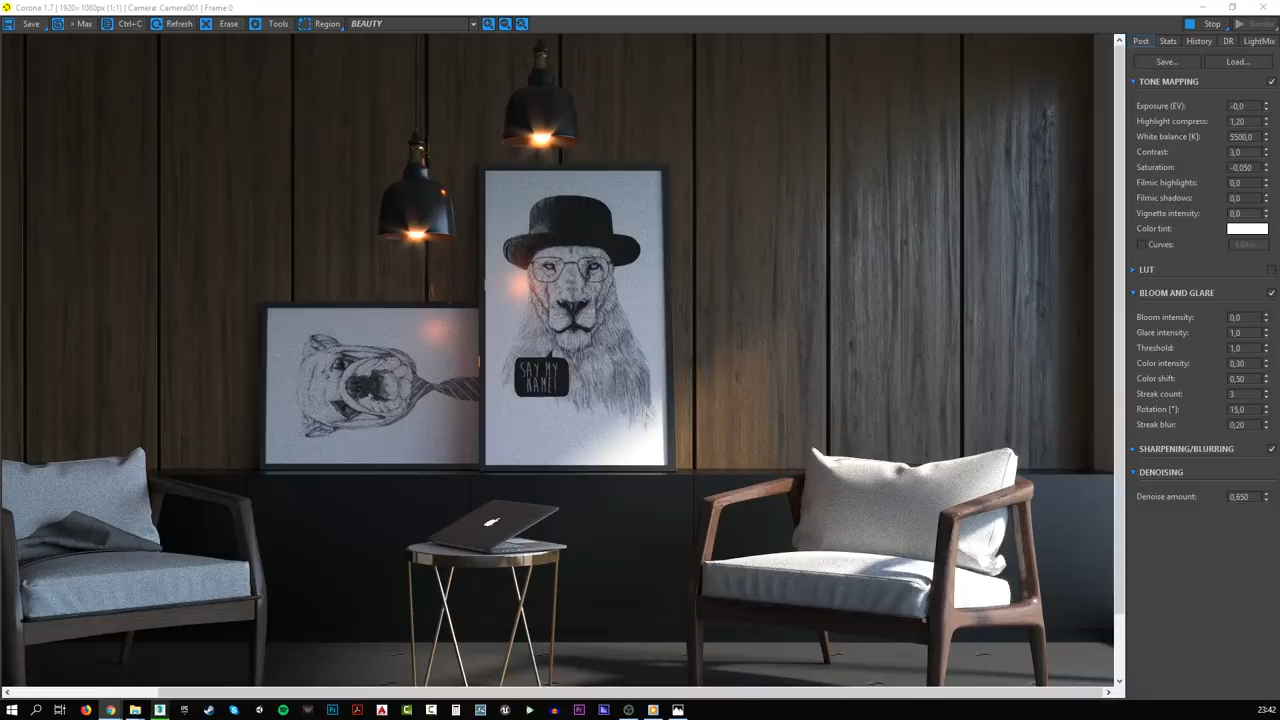 Corona 1.7 | 1920×1080px (1:1) | Camera: Camera001 | Frame 0
Save > Max Ctrl+C Refresh Erase Tools Region BEAUTY Stop Render
Post Stats History DR LightMix
Save... Load...
TONE MAPPING
Exposure (EV): -0,0
Highlight compress: 1,20
White balance [K]: 5500,0
Contrast: 3,0
Saturation: -0,050
Filmic highlights: 0,0
Filmic shadows: 0,0
Vignette intensity: 0,0
Color tint:
Curves: Editor...
LUT
BLOOM AND GLARE
Bloom intensity: 0,0
Glare intensity: 1,0
Threshold: 1,0
Color intensity: 0,30
Color shift: 0,50
Streak count: 3
Rotation [°]: 15,0
Streak blur: 0,20
SHARPENING/BLURRING
DENOISING
Denoise amount: 0,650
SAY MY
NAME!
23:42